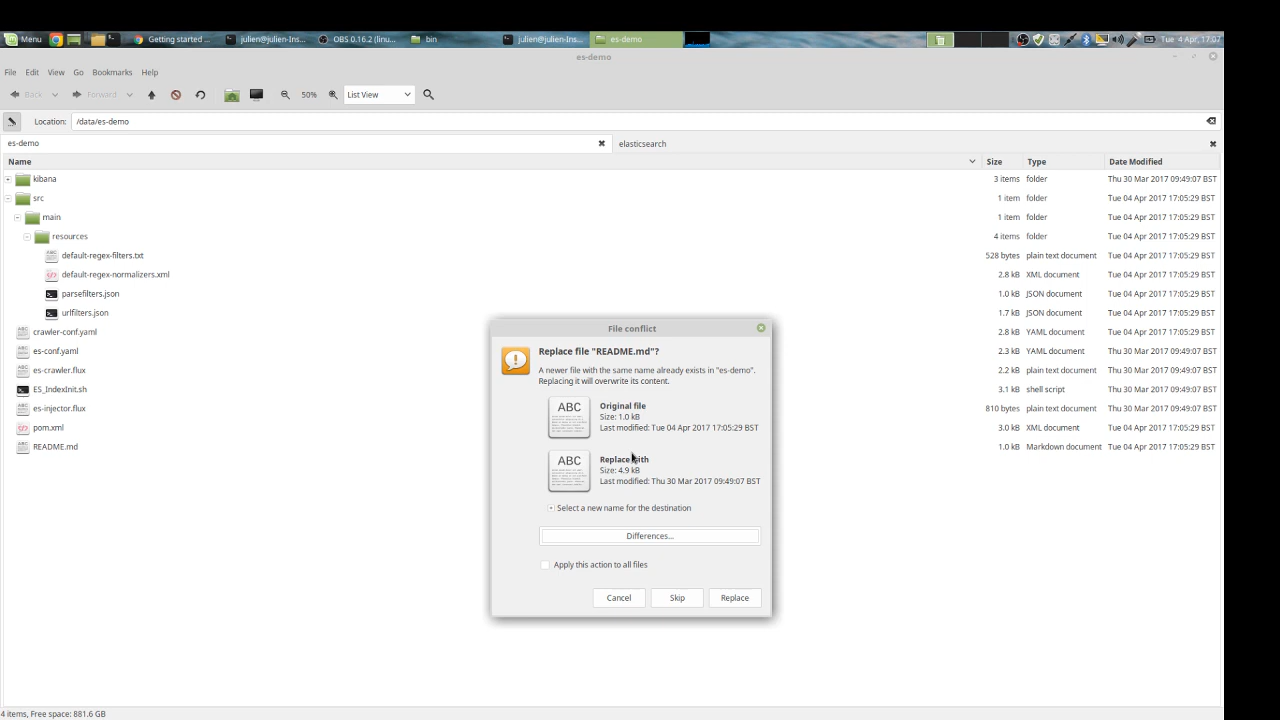 Menu
Getting started ...
julien@julien-Ins...
OBS 0.16.2 (linu...
bin
julien@julien-Ins...
es-demo
Tue 4 Apr, 17:07
es-demo
File Edit View Go Bookmarks Help
Back Forward 50% List View
Location: /data/es-demo
es-demo elasticsearch
Name Size Type Date Modified
kibana 3 items folder Thu 30 Mar 2017 09:49:07 BST
src 1 item folder Tue 04 Apr 2017 17:05:29 BST
main 1 item folder Tue 04 Apr 2017 17:05:29 BST
resources 4 items folder Tue 04 Apr 2017 17:05:29 BST
default-regex-filters.txt 528 bytes plain text document Tue 04 Apr 2017 17:05:29 BST
default-regex-normalizers.xml 2.8 kB XML document Tue 04 Apr 2017 17:05:29 BST
parsefilters.json 1.0 kB JSON document Tue 04 Apr 2017 17:05:29 BST
urlfilters.json 1.7 kB JSON document Tue 04 Apr 2017 17:05:29 BST
crawler-conf.yaml 2.8 kB YAML document Tue 04 Apr 2017 17:05:29 BST
es-conf.yaml 2.3 kB YAML document Thu 30 Mar 2017 09:49:07 BST
es-crawler.flux 2.2 kB plain text document Thu 30 Mar 2017 09:49:07 BST
ES_IndexInit.sh 3.1 kB shell script Thu 30 Mar 2017 09:49:07 BST
es-injector.flux 810 bytes plain text document Thu 30 Mar 2017 09:49:07 BST
pom.xml 3.0 kB XML document Tue 04 Apr 2017 17:05:29 BST
README.md 1.0 kB Markdown document Tue 04 Apr 2017 17:05:29 BST
File conflict
Replace file "README.md"?
A newer file with the same name already exists in "es-demo".
Replacing it will overwrite its content.
ABC
Original file
Size: 1.0 kB
Last modified: Tue 04 Apr 2017 17:05:29 BST
ABC
Replace with
Size: 4.9 kB
Last modified: Thu 30 Mar 2017 09:49:07 BST
Select a new name for the destination
Differences...
Apply this action to all files
Cancel Skip Replace
4 items, Free space: 881.6 GB